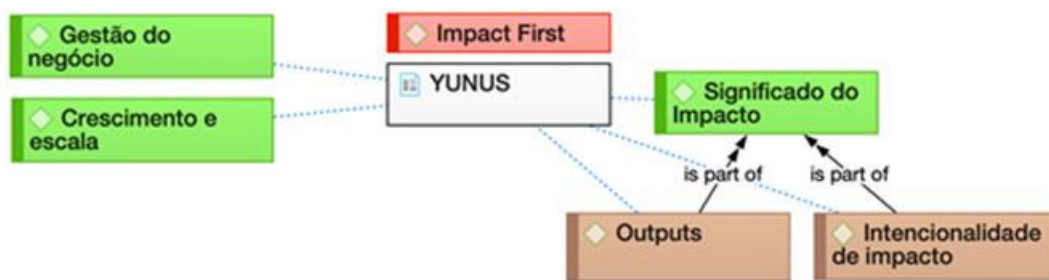 Gestão do
negócio
Impact First
YUNUS
Crescimento e
escala
Significado do
Impacto
is part of
is part of
Outputs
Intencionalidade
de impacto